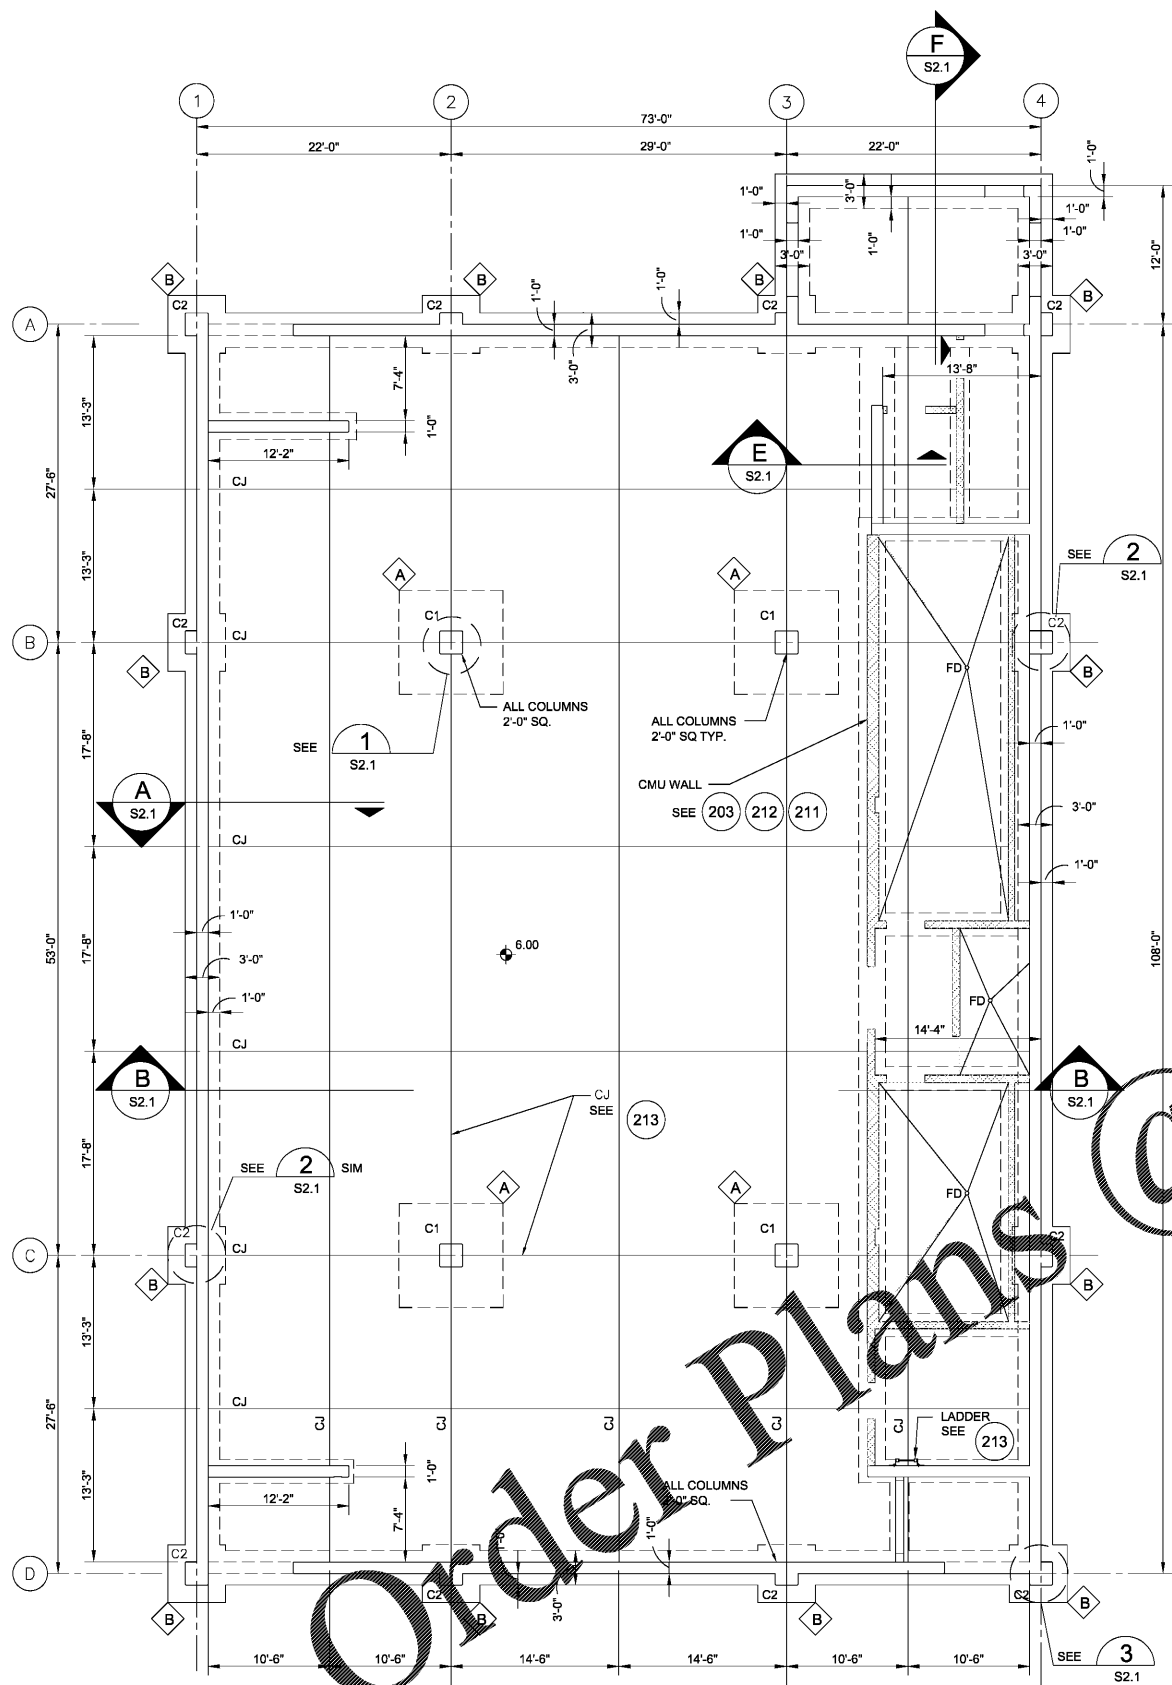 F
S2.1
1
2
3
4
73'-0"
22'-0"
29'-0"
22'-0"
1'-0"
1'-0"
3'-0"
1'-0"
1'-0"
1'-0"
1'-0"
3'-0"
3'-0"
12'-0"
B
B
B
B
C2
C2
C2
C2
1'-0"
1'-0"
A
3'-0"
7'-4"
13'-8"
13'-3"
1'-0"
12'-2"
E
S2.1
27'-6"
CJ
13'-3"
SEE
2
S2.1
A
A
C1
C1
C2
C2
B
CJ
B
B
FD
ALL COLUMNS
2'-0" SQ.
ALL COLUMNS
2'-0" SQ TYP.
SEE
1
S2.1
17'-8"
1'-0"
CMU WALL
A
S2.1
SEE
203
212
211
3'-0"
CJ
1'-0"
1'-0"
53'-0"
17'-8"
6.00
3'-0"
1'-0"
108'-0"
FD
14'-4"
CJ
B
S2.1
B
S2.1
CJ
SEE
213
17'-8"
SEE
2
SIM
S2.1
A
A
FD
C1
C1
C2
C2
C
CJ
B
B
13'-3"
27'-6"
CJ
CJ
CJ
CJ
CJ
LADDER
SEE
213
13'-3"
1'-0"
12'-2"
7'-4"
ALL COLUMNS
2'-0" SQ.
1'-0"
1'-0"
C2
D
3'-0"
C2
C2
C2
B
B
B
B
10'-6"
10'-6"
14'-6"
14'-6"
10'-6"
10'-6"
SEE
3
S2.1
Order Plans ©